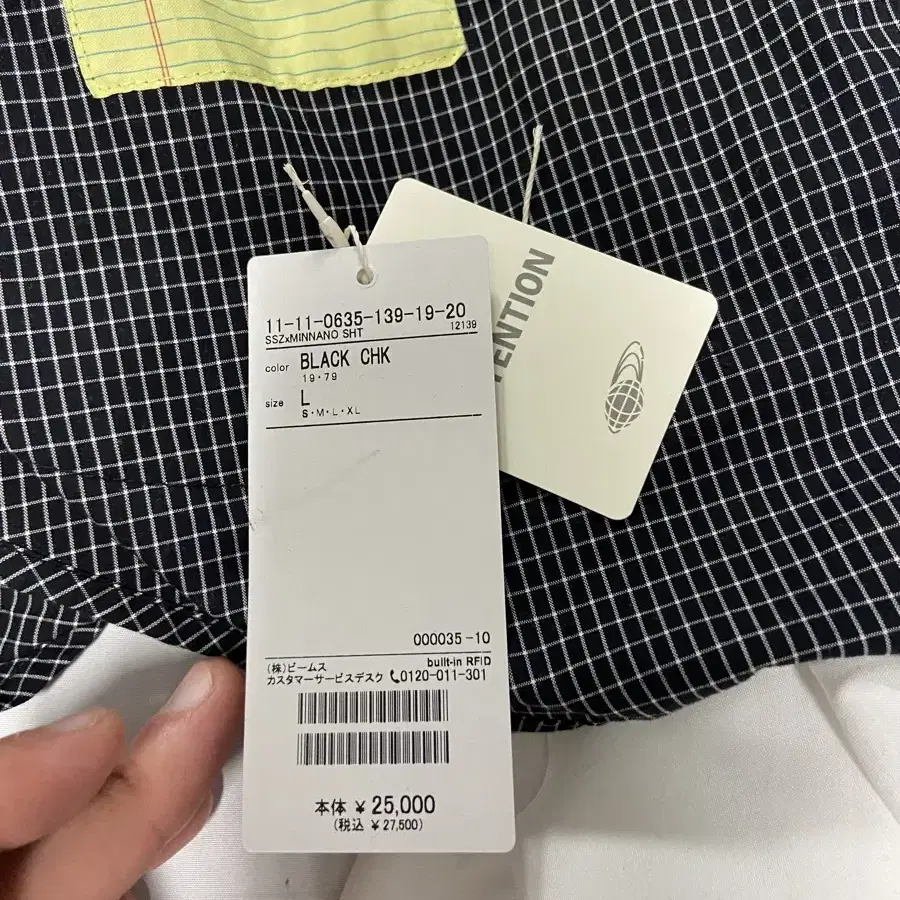 11-11-0635-139-19-20
SSZxMINNANO SHT 12139
color BLACK CHK
19・79
size L
S・M・L・XL
000035-10
(株)ビームス built-in RFID
カスタマーサービスデスク 📞0120-011-301
本体 ¥ 25,000
(税込 ¥ 27,500)
TENTION